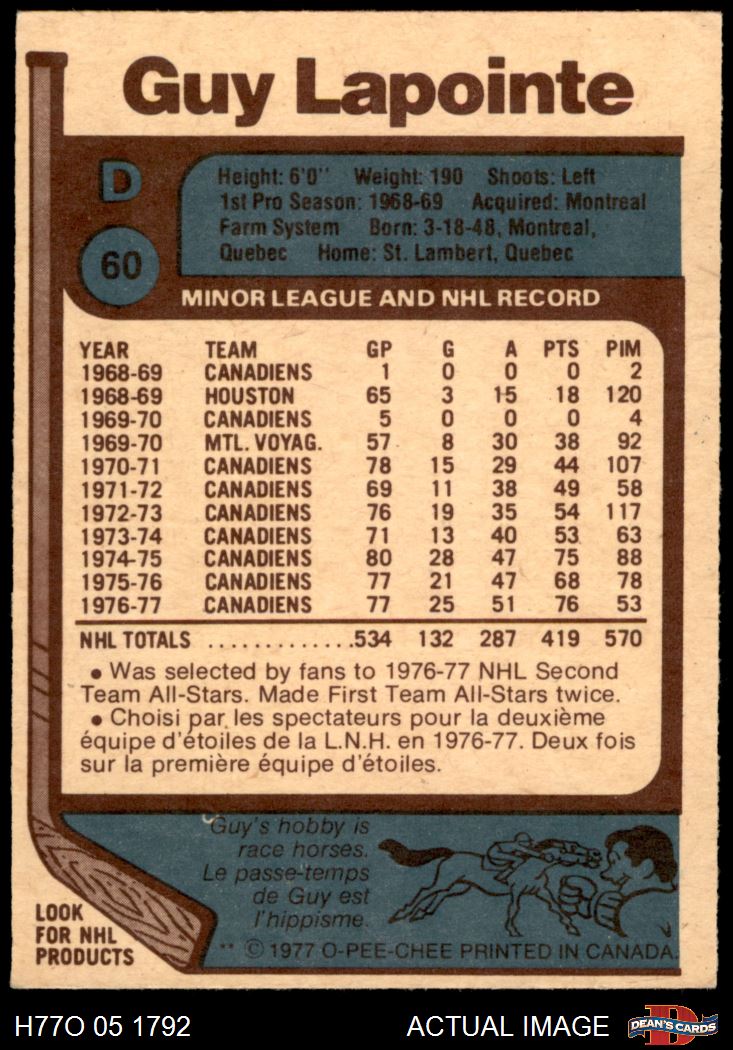 Guy Lapointe
D
60
Height: 6'0'' Weight: 190 Shoots: Left
1st Pro Season: 1968-69 Acquired: Montreal
Farm System Born: 3-18-48, Montreal,
Quebec Home: St. Lambert, Quebec
MINOR LEAGUE AND NHL RECORD
YEAR TEAM GP G A PTS PIM
1968-69 CANADIENS 1 0 0 0 2
1968-69 HOUSTON 65 3 15 18 120
1969-70 CANADIENS 5 0 0 0 4
1969-70 MTL. VOYAG. 57 8 30 38 92
1970-71 CANADIENS 78 15 29 44 107
1971-72 CANADIENS 69 11 38 49 58
1972-73 CANADIENS 76 19 35 54 117
1973-74 CANADIENS 71 13 40 53 63
1974-75 CANADIENS 80 28 47 75 88
1975-76 CANADIENS 77 21 47 68 78
1976-77 CANADIENS 77 25 51 76 53
NHL TOTALS .............534 132 287 419 570
• Was selected by fans to 1976-77 NHL Second
Team All-Stars. Made First Team All-Stars twice.
• Choisi par les spectateurs pour la deuxième
équipe d'étoiles de la L.N.H. en 1976-77. Deux fois
sur la première équipe d'étoiles.
Guy's hobby is
race horses.
Le passe-temps
de Guy est
l'hippisme.
LOOK
FOR NHL
PRODUCTS
** © 1977 O-PEE-CHEE PRINTED IN CANADA.
H77O 05 1792 ACTUAL IMAGE
D
DEAN'S CARDS